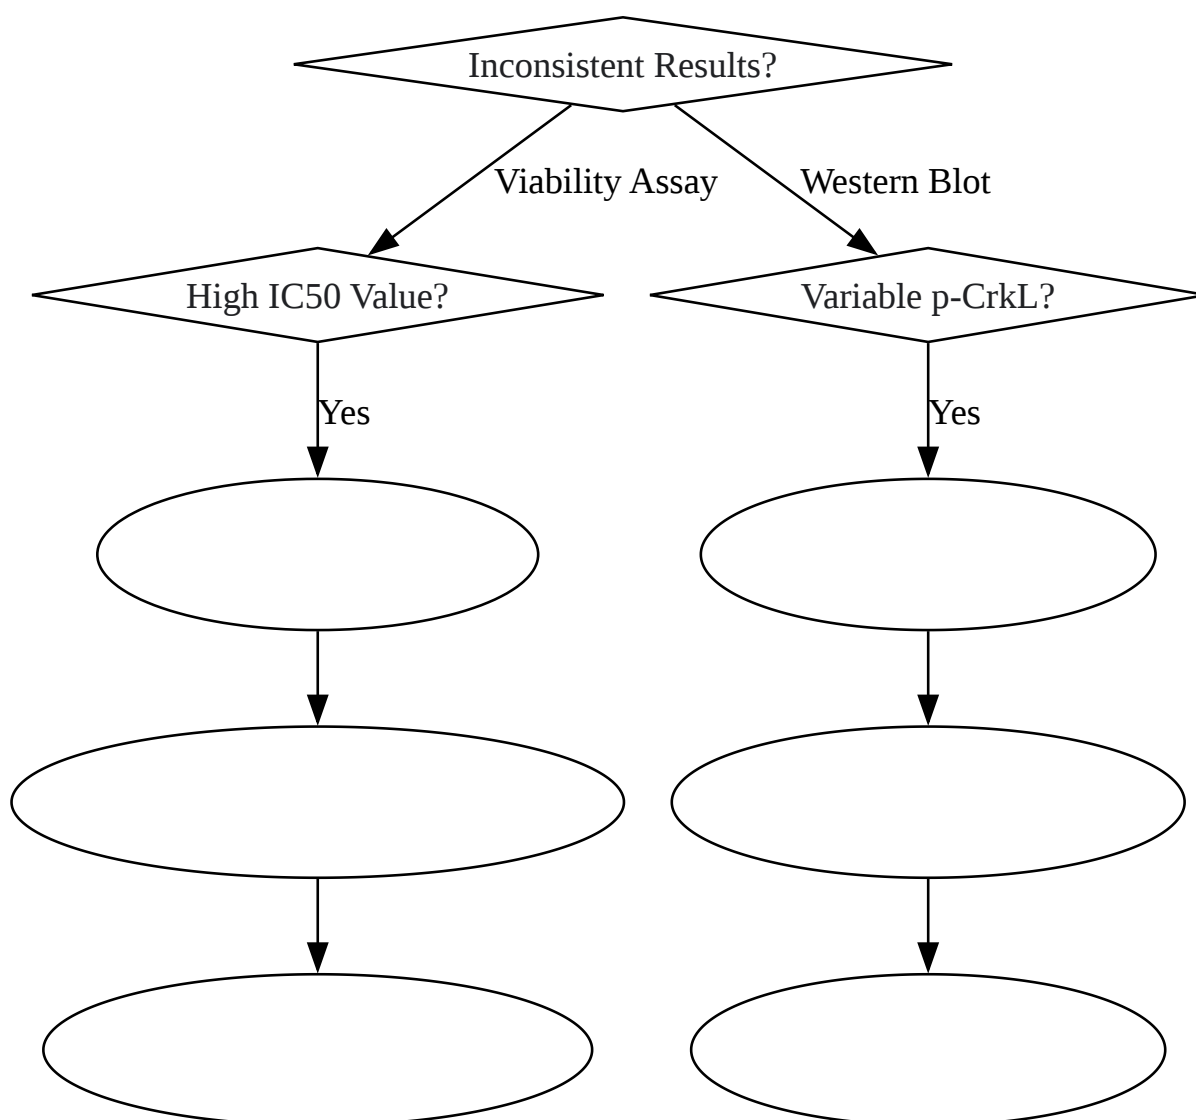 Inconsistent Results?
Viability Assay
Western Blot
High IC50 Value?
Variable p-CrkL?
Yes
Yes